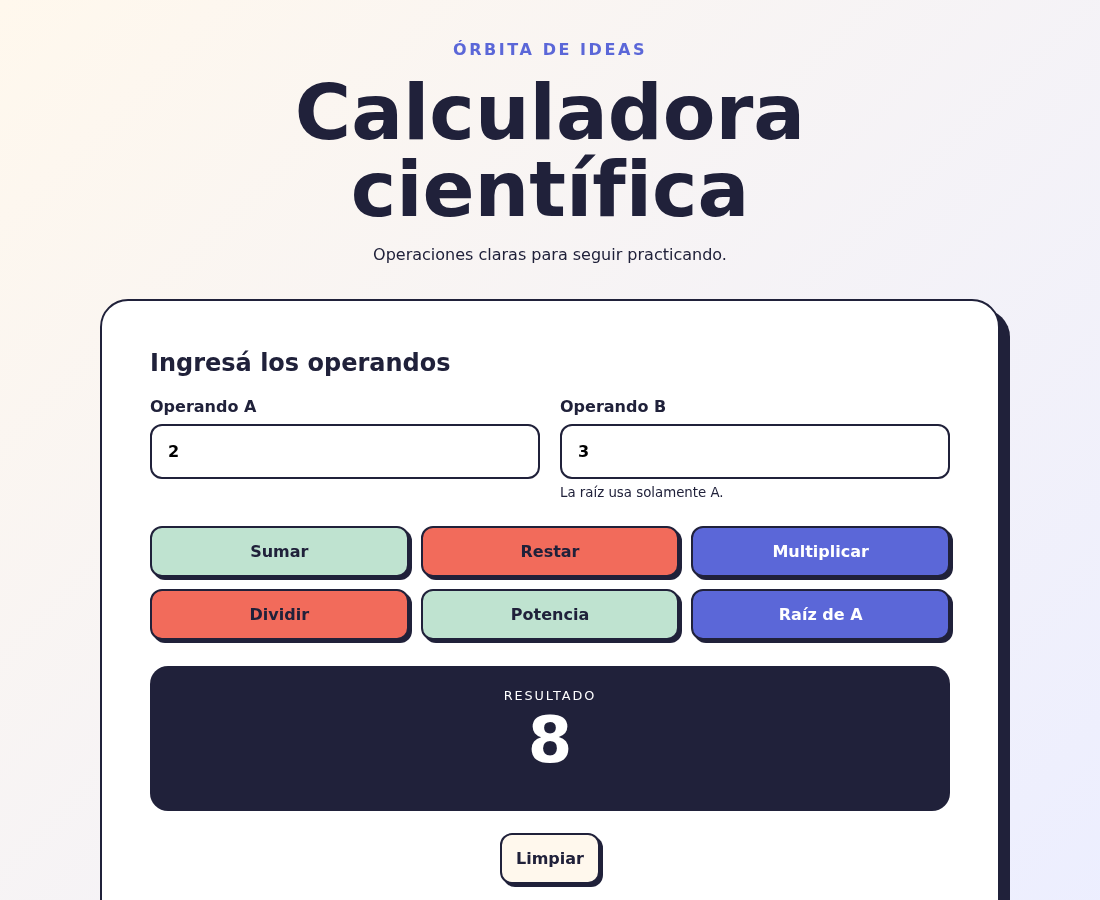 ÓRBITA DE IDEAS
Calculadora
científica
Operaciones claras para seguir practicando.
Ingresá los operandos
Operando A
Operando B
2
3
La raíz usa solamente A.
Sumar
Restar
Multiplicar
Dividir
Potencia
Raíz de A
RESULTADO
8
Limpiar